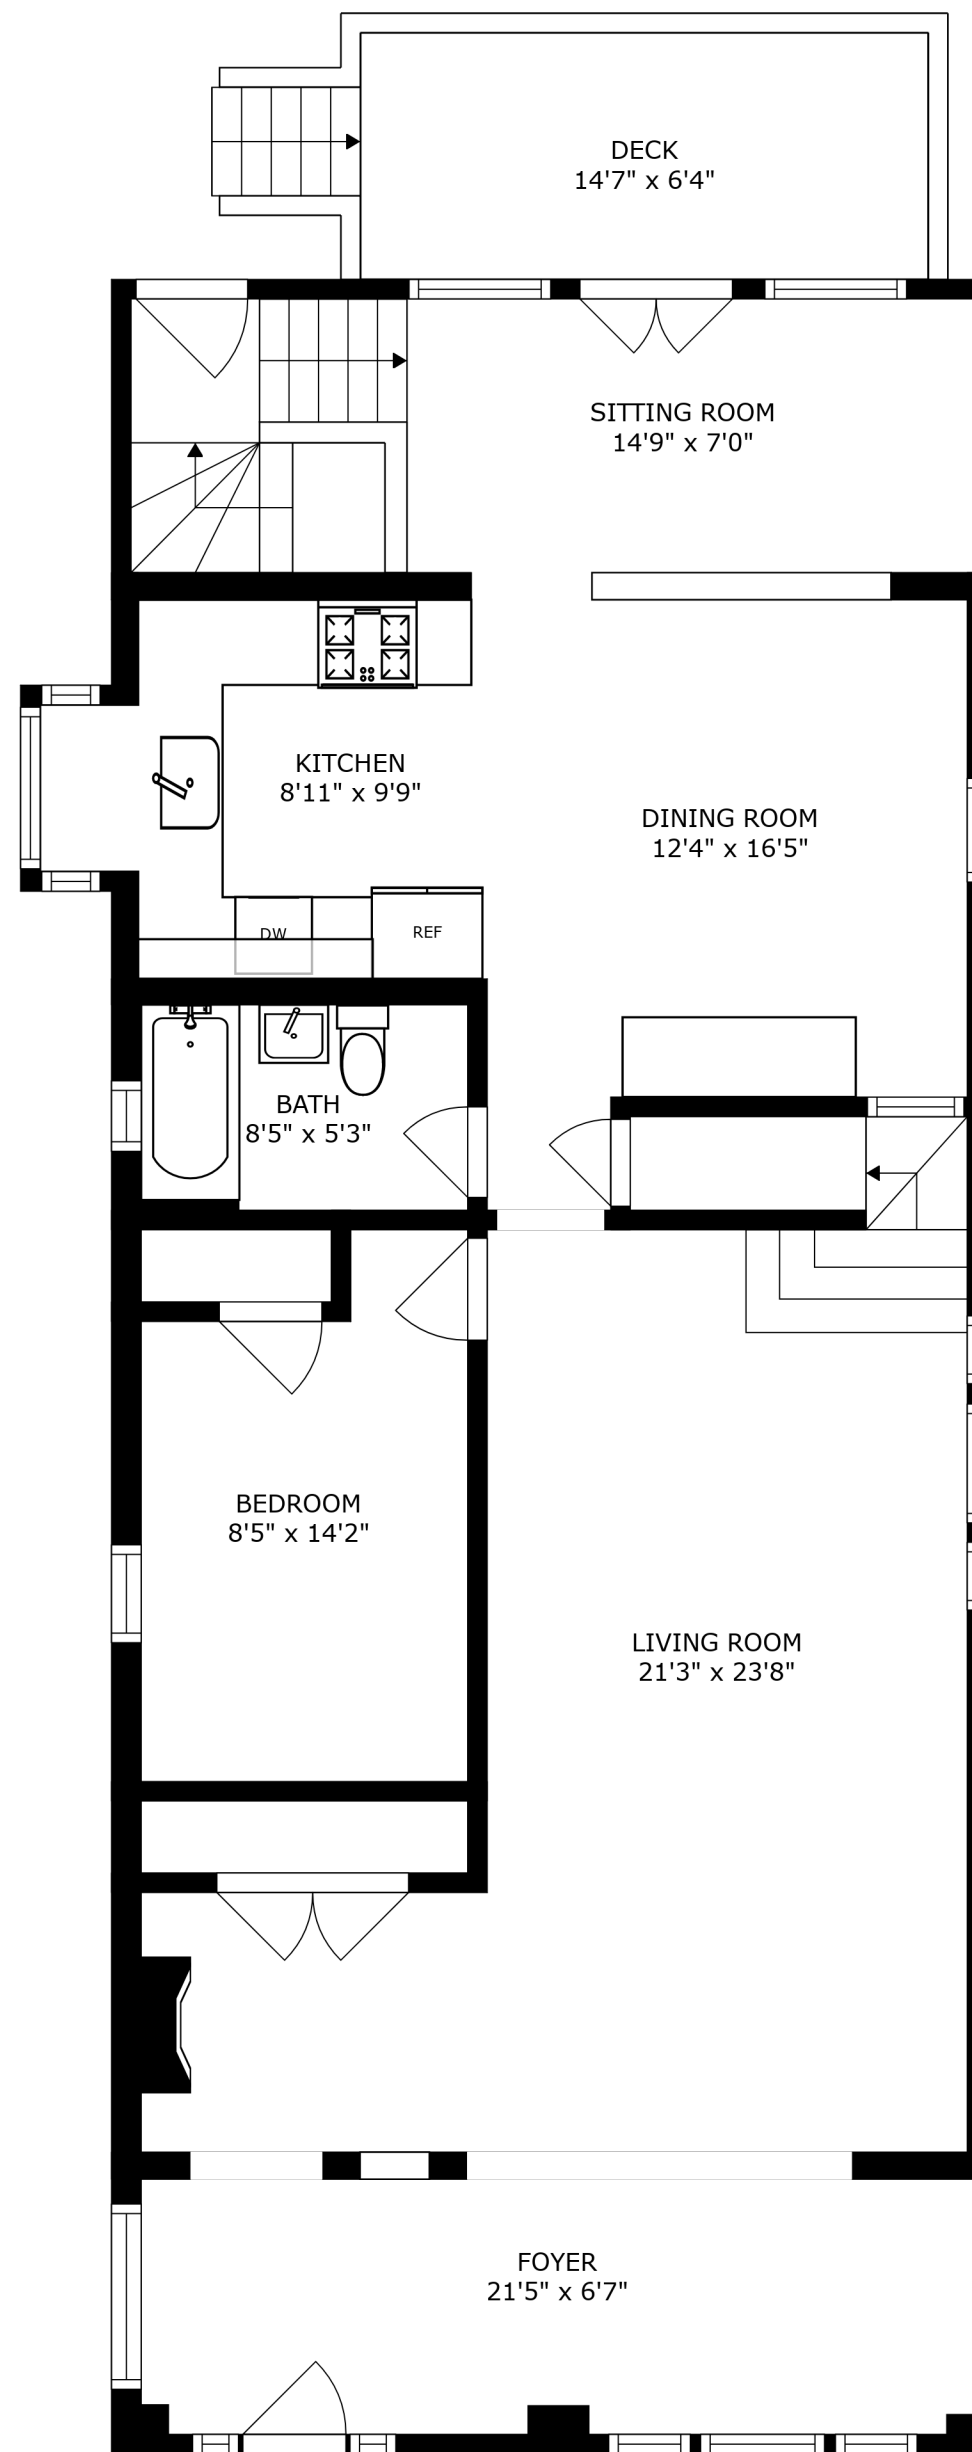 DECK
14'7" x 6'4"
SITTING ROOM
14'9" x 7'0"
KITCHEN
8'11" x 9'9"
DINING ROOM
12'4" x 16'5"
DW
REF
BATH
8'5" x 5'3"
BEDROOM
8'5" x 14'2"
LIVING ROOM
21'3" x 23'8"
FOYER
21'5" x 6'7"